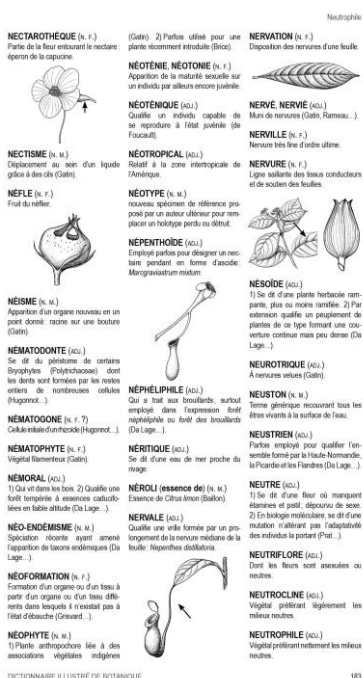 Neutrophile
NECTAROTHÈQUE (N. F.)
Partie de la fleur entourant le nectaire :
éperon de la capucine.
NECTISME (N. M.)
Déplacement au sein d'un liquide
grâce à des cils (Gatin).
NÈFLE (N. F.)
Fruit du néflier.
NÉISME (N. M.)
Apparition d'un organe nouveau en un
point donné : racine sur une bouture
(Gatin).
NÉMATODONTE (ADJ.)
Se dit du péristome de certains
Bryophytes (Polytrichaceae) dont
les dents sont formées par les restes
entiers de nombreuses cellules
(Hugonnot...).
NÉMATOGONE (N. F. ?)
Cellule initiale d'un rhizoïde (Hugonnot...).
NÉMATOPHYTE (N. F.)
Végétal filamenteux (Gatin).
NÉMORAL (ADJ.)
1) Qui vit dans les bois. 2) Qualifie une
forêt tempérée à essences caducifo-
liées en faible altitude (Da Lage...).
NÉO-ENDÉMISME (N. M.)
Spéciation récente ayant amené
l'apparition de taxons endémiques (Da
Lage...).
NÉOFORMATION (N. F.)
Formation d'un organe ou d'un tissu à
partir d'un organe ou d'un tissu diffé-
rents dans lesquels il n'existait pas à
l'état d'ébauche (Grevard...).
NÉOPHYTE (N. M.)
1) Plante anthropochore liée à des
associations végétales indigènes
(Gatin). 2) Parfois utilisé pour une
plante récemment introduite (Brice).
NÉOTÉNIE, NÉOTONIE (N. F.)
Apparition de la maturité sexuelle sur
un individu par ailleurs encore juvénile.
NÉOTÉNIQUE (ADJ.)
Qualifie un individu capable de
se reproduire à l'état juvénile (de
Foucault).
NÉOTROPICAL (ADJ.)
Relatif à la zone intertropicale de
l'Amérique.
NÉOTYPE (N. M.)
nouveau spécimen de référence pro-
posé par un auteur ultérieur pour rem-
placer un holotype perdu ou détruit.
NÉPENTHOÏDE (ADJ.)
Employé parfois pour désigner un nec-
taire pendant en forme d'ascidie :
Marcgraviastrum mixtum.
NÉPHÉLIPHILE (ADJ.)
Qui a trait aux brouillards, surtout
employé dans l'expression forêt
néphéliphile ou forêt des brouillards
(Da Lage...).
NÉRITIQUE (ADJ.)
Se dit d'une eau de mer proche du
rivage.
NÉROLI (essence de) (N. M.)
Essence de Citrus limon (Baillon).
NERVALE (ADJ.)
Qualifie une vrille formée par un pro-
longement de la nervure médiane de la
feuille : Nepenthes distillatoria.
NERVATION (N. F.)
Disposition des nervures d'une feuille.
NERVÉ, NERVIÉ (ADJ.)
Muni de nervures (Gatin, Rameau...).
NERVILLE (N. F.)
Nervure très fine d'ordre ultime.
NERVURE (N. F.)
Ligne saillante des tissus conducteurs
et de soutien des feuilles.
NÉSOÏDE (ADJ.)
1) Se dit d'une plante herbacée ram-
pante, plus ou moins ramifiée. 2) Par
extension qualifie un peuplement de
plantes de ce type formant une cou-
verture continue mais peu dense (Da
Lage...).
NEUROTRIQUE (ADJ.)
À nervures velues (Gatin).
NEUSTON (N. M.)
Terme générique recouvrant tous les
êtres vivants à la surface de l'eau.
NEUSTRIEN (ADJ.)
Parfois employé pour qualifier l'en-
semble formé par la Haute-Normandie,
la Picardie et les Flandres (Da Lage...).
NEUTRE (ADJ.)
1) Se dit d'une fleur où manquent
étamines et pistil ; dépourvu de sexe.
2) En biologie moléculaire, se dit d'une
mutation n'altérant pas l'adaptativité
des individus la portant (Prat...).
NEUTRIFLORE (ADJ.)
Dont les fleurs sont asexuées ou
neutres.
NEUTROCLINE (ADJ.)
Végétal préférant légèrement les
milieux neutres.
NEUTROPHILE (ADJ.)
Végétal préférant nettement les milieux
neutres.
DICTIONNAIRE ILLUSTRÉ DE BOTANIQUE